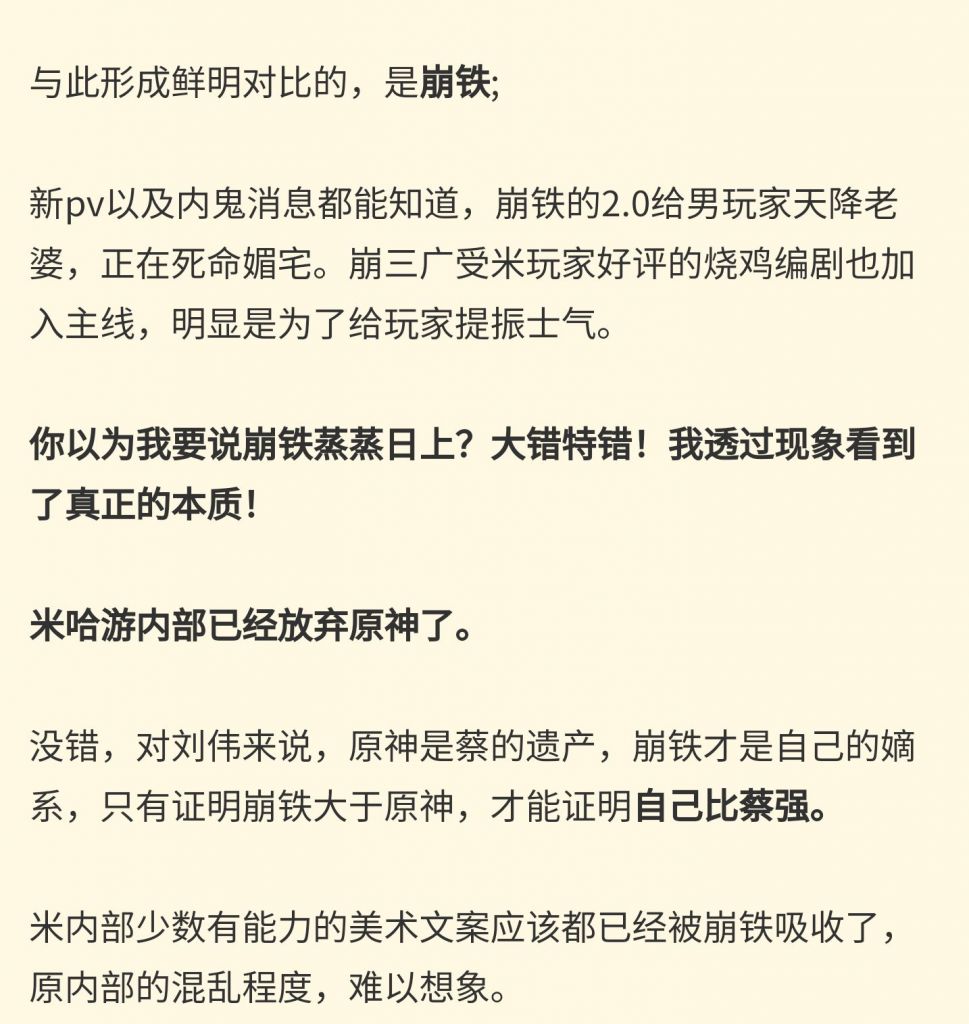 与此形成鲜明对比的，是崩铁;
新pv以及内鬼消息都能知道，崩铁的2.0给男玩家天降老
婆，正在死命媚宅。崩三广受米玩家好评的烧鸡编剧也加
入主线，明显是为了给玩家提振士气。
你以为我要说崩铁蒸蒸日上？大错特错！我透过现象看到
了真正的本质！
米哈游内部已经放弃原神了。
没错，对刘伟来说，原神是蔡的遗产，崩铁才是自己的嫡
系，只有证明崩铁大于原神，才能证明自己比蔡强。
米内部少数有能力的美术文案应该都已经被崩铁吸收了，
原内部的混乱程度，难以想象。